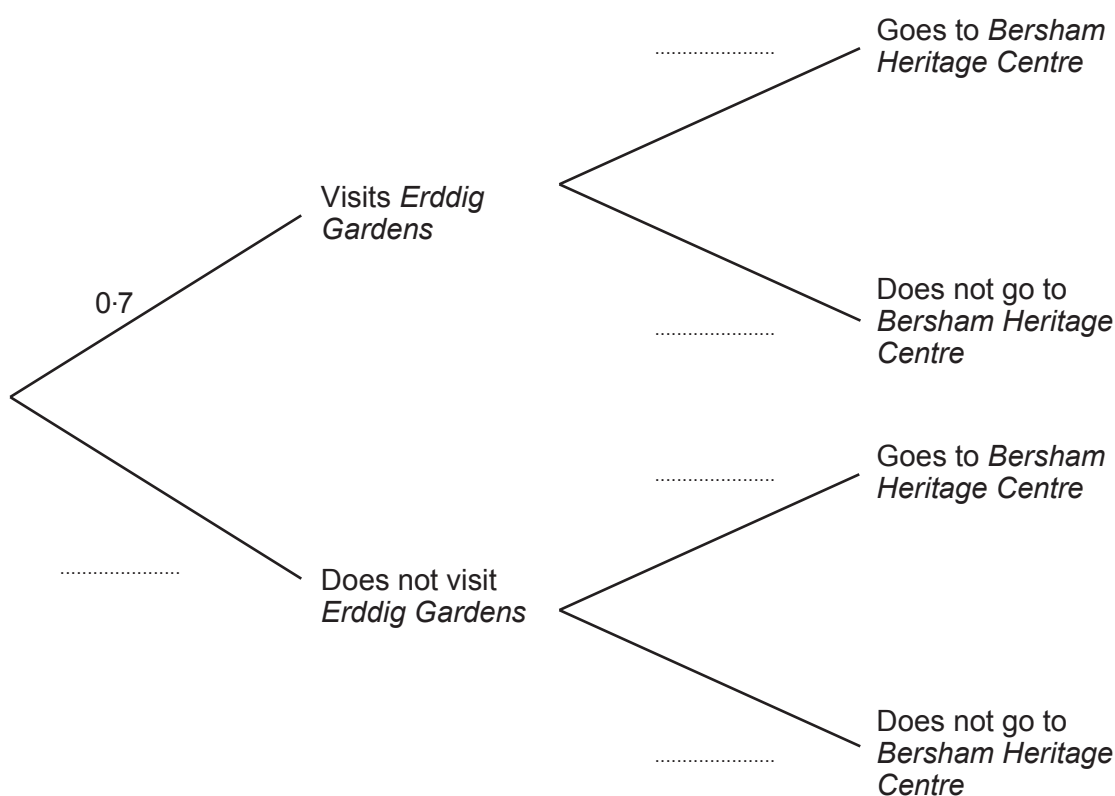 Goes to Bersham
Heritage Centre
Visits Erddig
Gardens
0·7
Does not go to
Bersham Heritage
Centre
Goes to Bersham
Heritage Centre
Does not visit
Erddig Gardens
Does not go to
Bersham Heritage
Centre